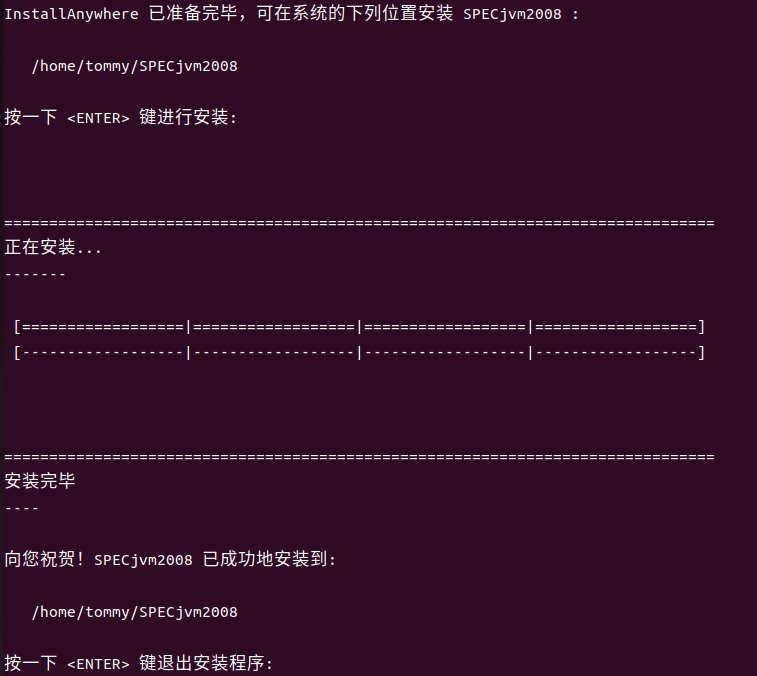 InstallAnywhere 已准备完毕，可在系统的下列位置安装 SPECjvm2008 :
/home/tommy/SPECjvm2008
按一下 <ENTER> 键进行安装:
===============================================================================
正在安装...
-------
[==================|==================|==================|==================]
[------------------|------------------|------------------|------------------]
===============================================================================
安装完毕
----
向您祝贺！SPECjvm2008 已成功地安装到:
/home/tommy/SPECjvm2008
按一下 <ENTER> 键退出安装程序: